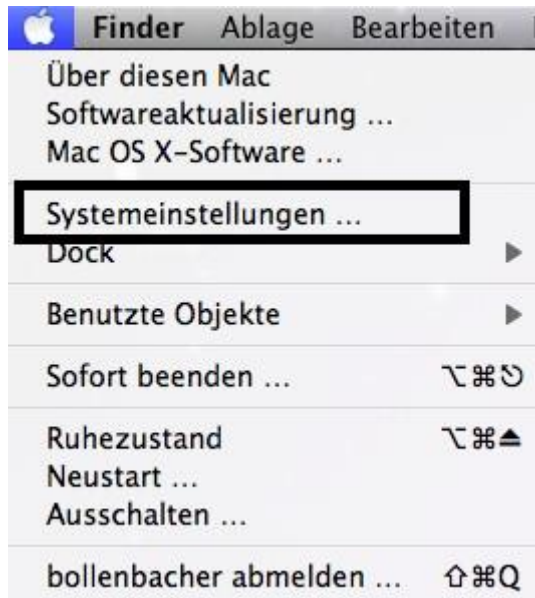 Finder Ablage Bearbeiten
Über diesen Mac
Softwareaktualisierung ...
Mac OS X-Software ...
Systemeinstellungen ...
Dock
Benutzte Objekte
Sofort beenden ... ⌥⌘⎋
Ruhezustand ⌥⌘⏏
Neustart ...
Ausschalten ...
bollenbacher abmelden ... ⇧⌘Q